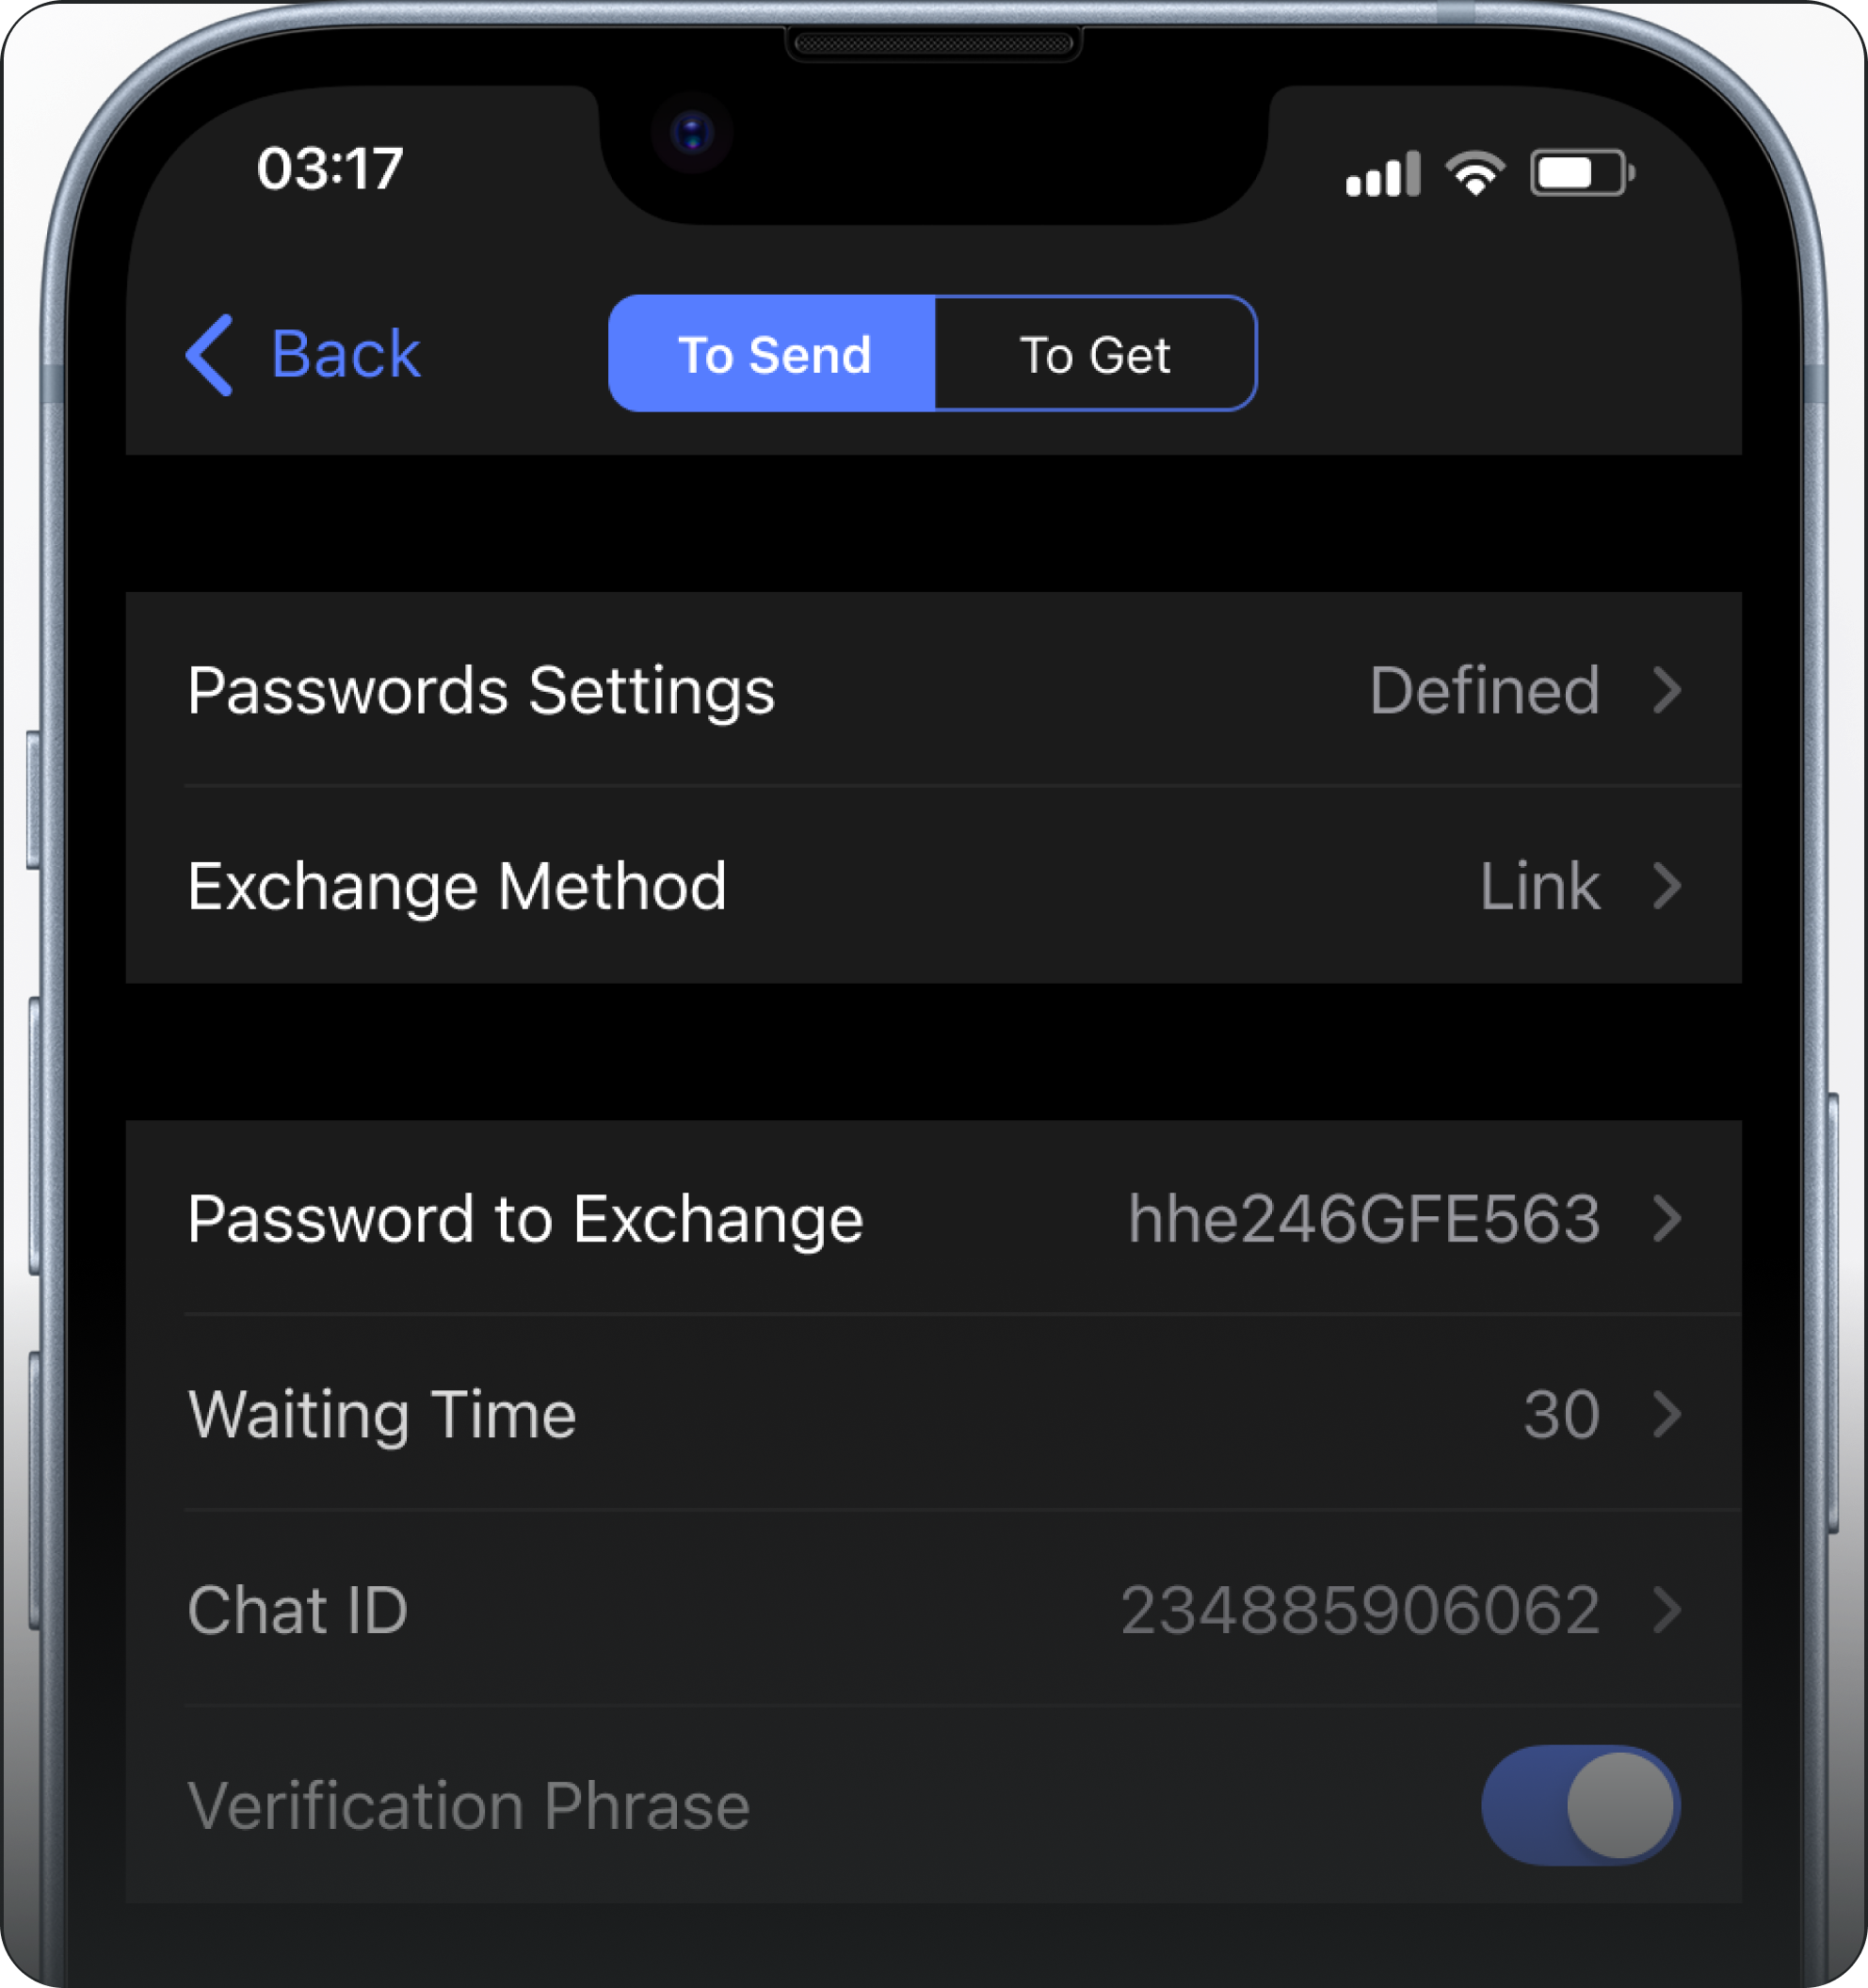 03:17
Back To Send To Get
Passwords Settings Defined
Exchange Method Link
Password to Exchange hhe246GFE563
Waiting Time 30
Chat ID 234885906062
Verification Phrase